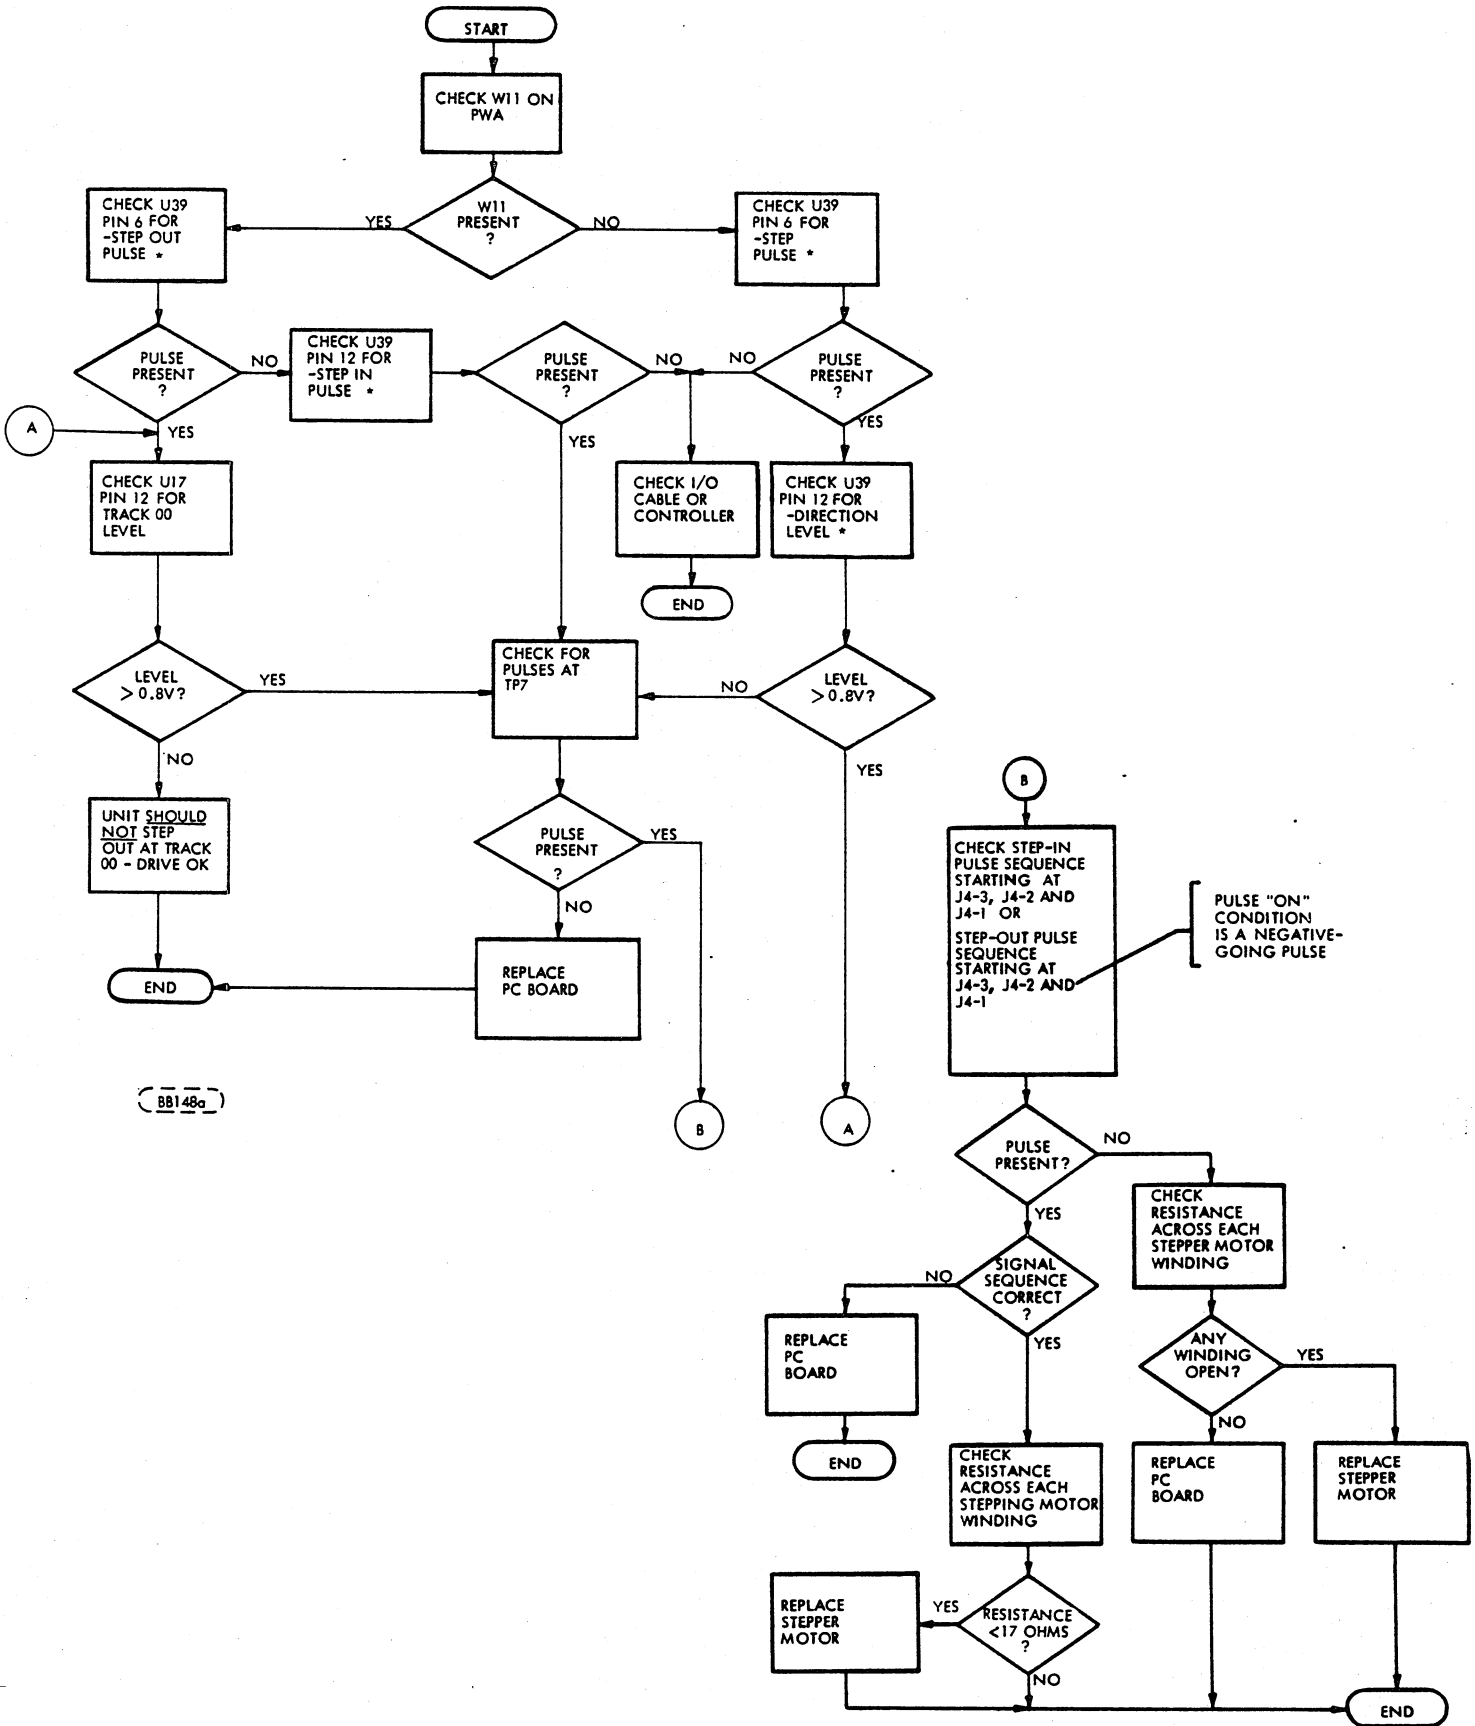 START
CHECK W11 ON
PWA
W11
PRESENT
?
YES
NO
CHECK U39
PIN 6 FOR
-STEP OUT
PULSE *
CHECK U39
PIN 6 FOR
-STEP
PULSE *
PULSE
PRESENT
?
NO
YES
CHECK U39
PIN 12 FOR
-STEP IN
PULSE *
PULSE
PRESENT
?
NO
YES
NO
PULSE
PRESENT
?
YES
A
CHECK U17
PIN 12 FOR
TRACK 00
LEVEL
CHECK I/O
CABLE OR
CONTROLLER
END
CHECK U39
PIN 12 FOR
-DIRECTION
LEVEL *
LEVEL
> 0.8V?
YES
NO
CHECK FOR
PULSES AT
TP7
NO
LEVEL
> 0.8V?
YES
UNIT SHOULD
NOT STEP
OUT AT TRACK
00 - DRIVE OK
END
PULSE
PRESENT
?
YES
NO
REPLACE
PC BOARD
BB148a
B
A
B
CHECK STEP-IN
PULSE SEQUENCE
STARTING AT
J4-3, J4-2 AND
J4-1 OR
STEP-OUT PULSE
SEQUENCE
STARTING AT
J4-3, J4-2 AND
J4-1
PULSE "ON"
CONDITION
IS A NEGATIVE-
GOING PULSE
PULSE
PRESENT?
NO
YES
CHECK
RESISTANCE
ACROSS EACH
STEPPER MOTOR
WINDING
SIGNAL
SEQUENCE
CORRECT
?
NO
YES
REPLACE
PC
BOARD
END
ANY
WINDING
OPEN?
YES
NO
CHECK
RESISTANCE
ACROSS EACH
STEPPING MOTOR
WINDING
REPLACE
PC
BOARD
REPLACE
STEPPER
MOTOR
RESISTANCE
<17 OHMS
?
YES
NO
REPLACE
STEPPER
MOTOR
END